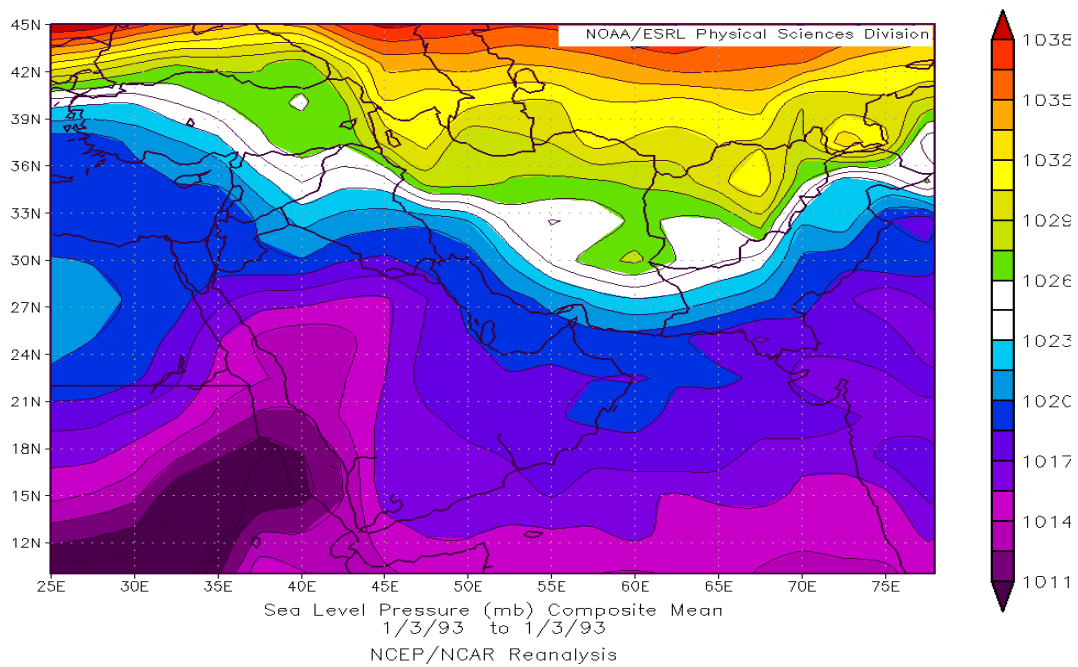 45N
NOAA/ESRL Physical Sciences Division
42N
39N
36N
33N
30N
27N
24N
21N
18N
15N
12N
25E 30E 35E 40E 45E 50E 55E 60E 65E 70E 75E
1038
1035
1032
1029
1026
1023
1020
1017
1014
1011
Sea Level Pressure (mb) Composite Mean
1/3/93 to 1/3/93
NCEP/NCAR Reanalysis